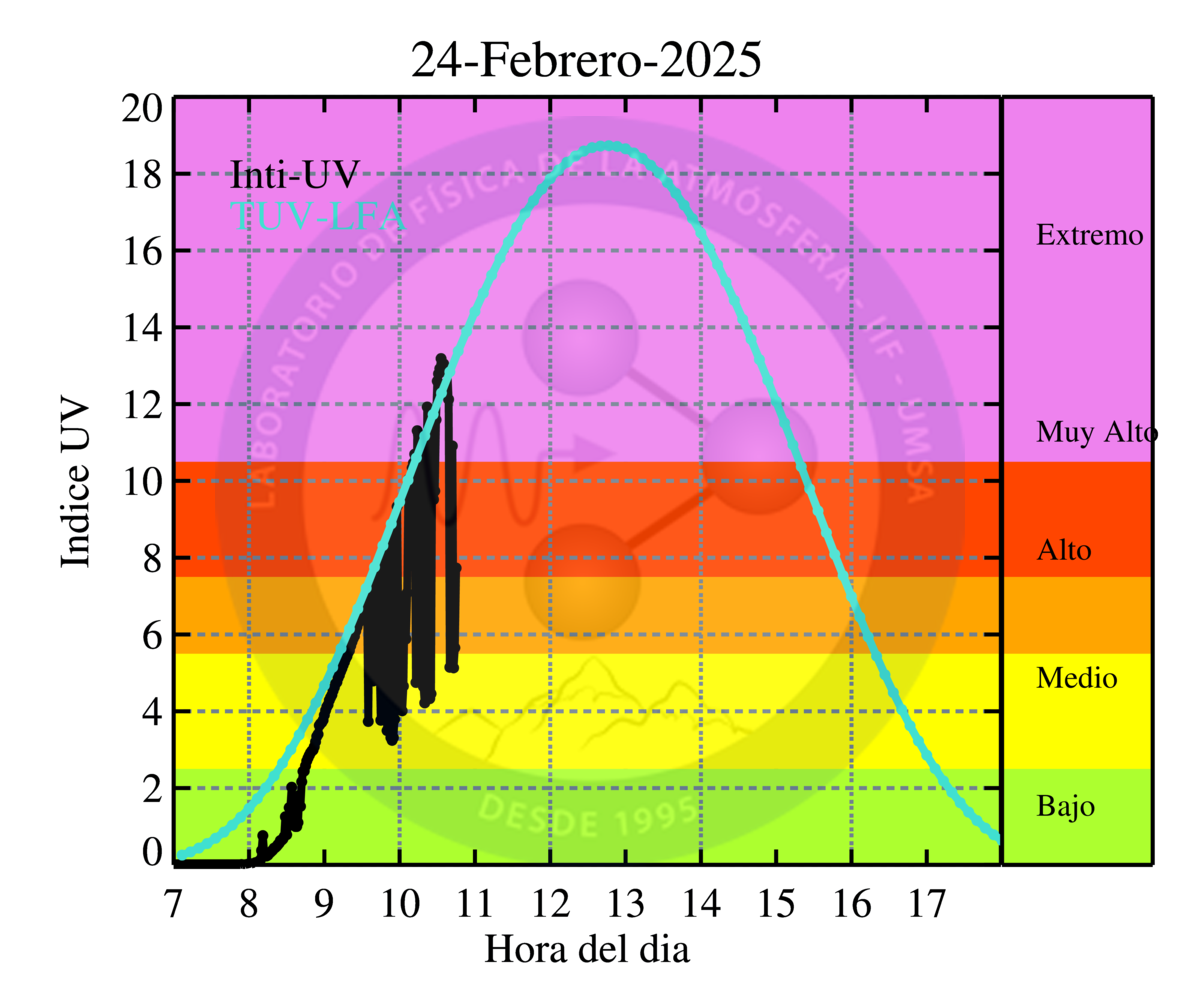 24-Febrero-2025
Indice UV
20
18
16
14
12
10
8
6
4
2
0
Inti-UV
TUV-LFA
LABORATORIO DE FÍSICA DE LA ATMÓSFERA - IIF - UMSA
DESDE 1995
Extremo
Muy Alto
Alto
Medio
Bajo
7 8 9 10 11 12 13 14 15 16 17
Hora del dia